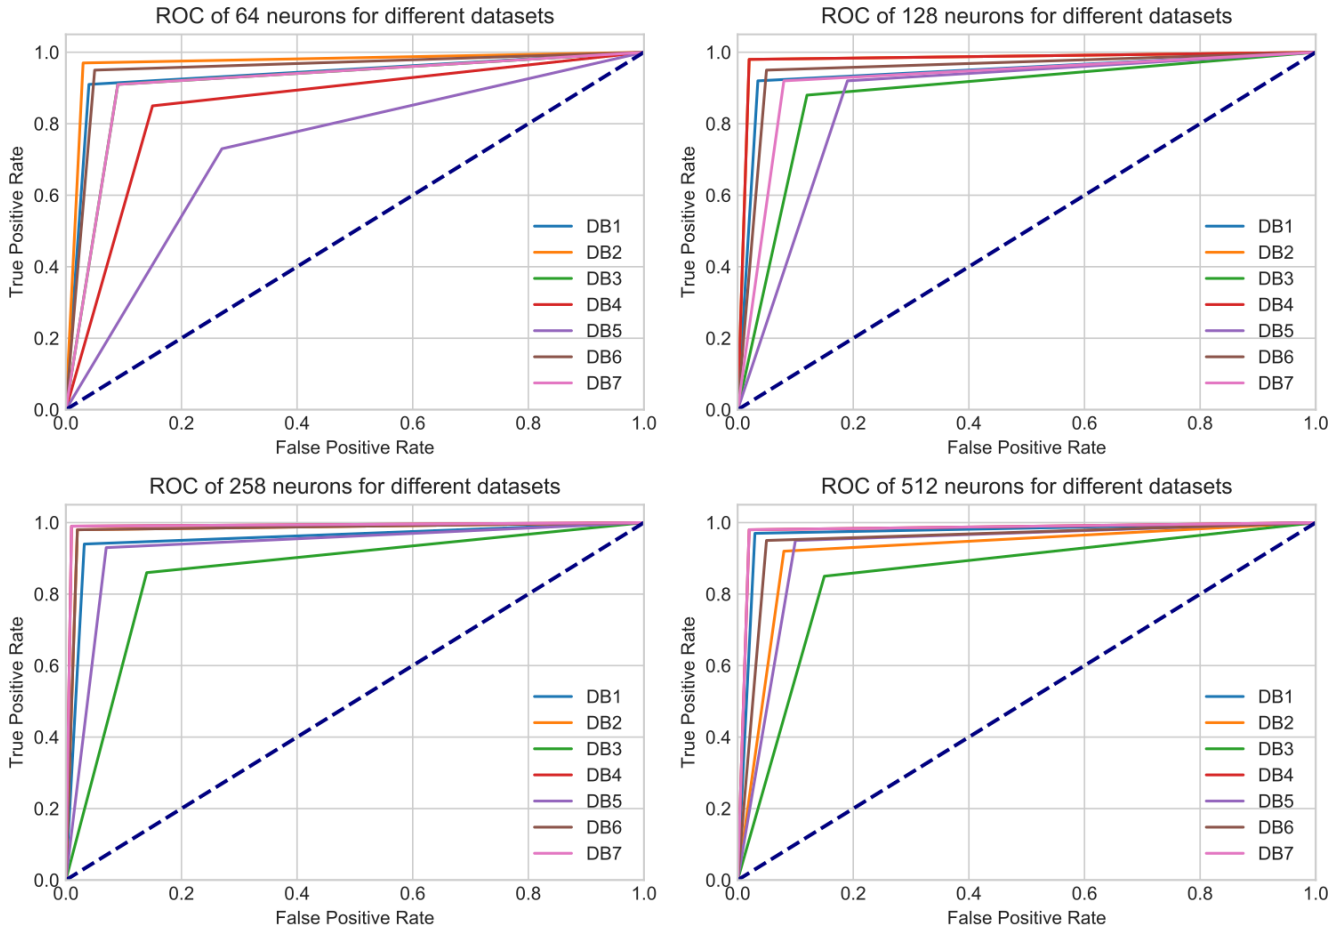 ROC of 64 neurons for different datasets
1.0
0.8
0.6
0.4
0.2
0.0
True Positive Rate
DB1
DB2
DB3
DB4
DB5
DB6
DB7
0.0 0.2 0.4 0.6 0.8 1.0
False Positive Rate
ROC of 128 neurons for different datasets
1.0
0.8
0.6
0.4
0.2
0.0
True Positive Rate
DB1
DB2
DB3
DB4
DB5
DB6
DB7
0.0 0.2 0.4 0.6 0.8 1.0
False Positive Rate
ROC of 258 neurons for different datasets
1.0
0.8
0.6
0.4
0.2
0.0
True Positive Rate
DB1
DB2
DB3
DB4
DB5
DB6
DB7
0.0 0.2 0.4 0.6 0.8 1.0
False Positive Rate
ROC of 512 neurons for different datasets
1.0
0.8
0.6
0.4
0.2
0.0
True Positive Rate
DB1
DB2
DB3
DB4
DB5
DB6
DB7
0.0 0.2 0.4 0.6 0.8 1.0
False Positive Rate